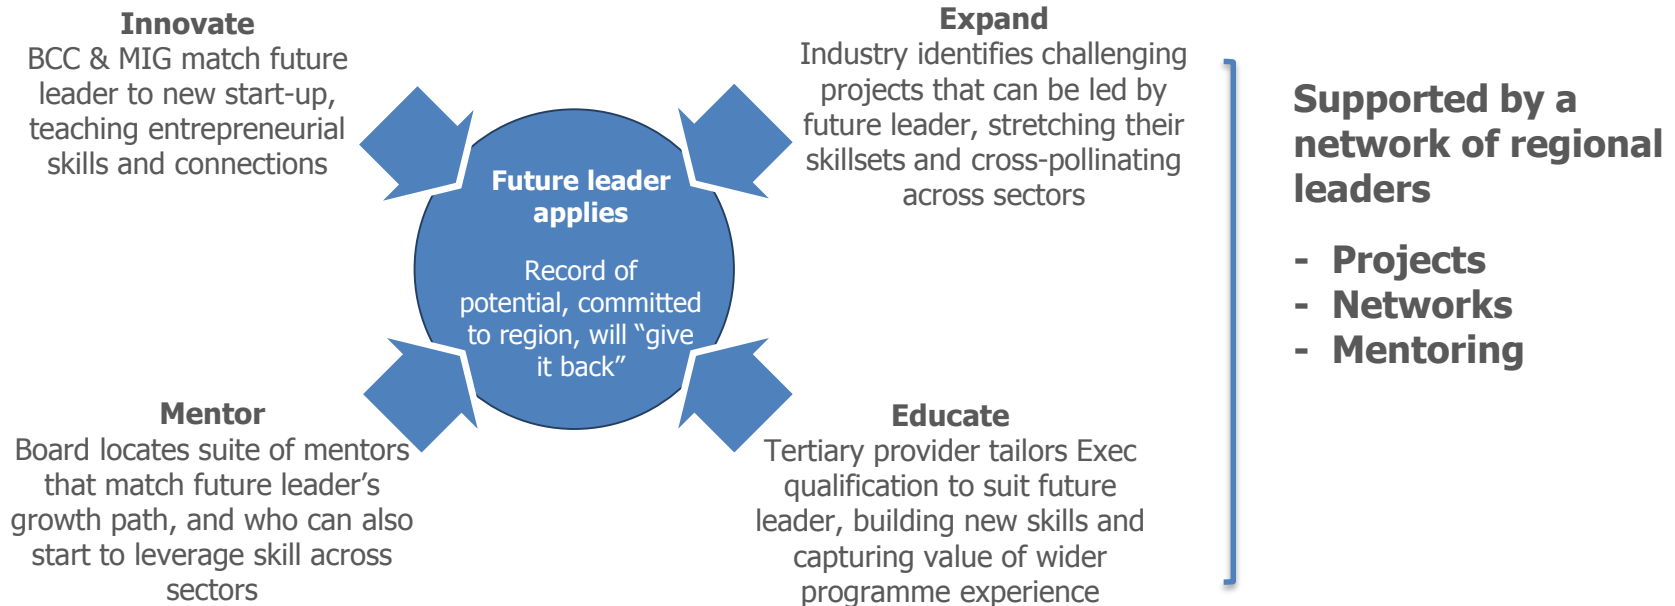 Innovate
BCC & MIG match future
leader to new start-up,
teaching entrepreneurial
skills and connections
Expand
Industry identifies challenging
projects that can be led by
future leader, stretching their
skillsets and cross-pollinating
across sectors
Future leader
applies
Record of
potential, committed
to region, will “give
it back”
Mentor
Board locates suite of mentors
that match future leader’s
growth path, and who can also
start to leverage skill across
sectors
Educate
Tertiary provider tailors Exec
qualification to suit future
leader, building new skills and
capturing value of wider
programme experience
Supported by a
network of regional
leaders
- Projects
- Networks
- Mentoring